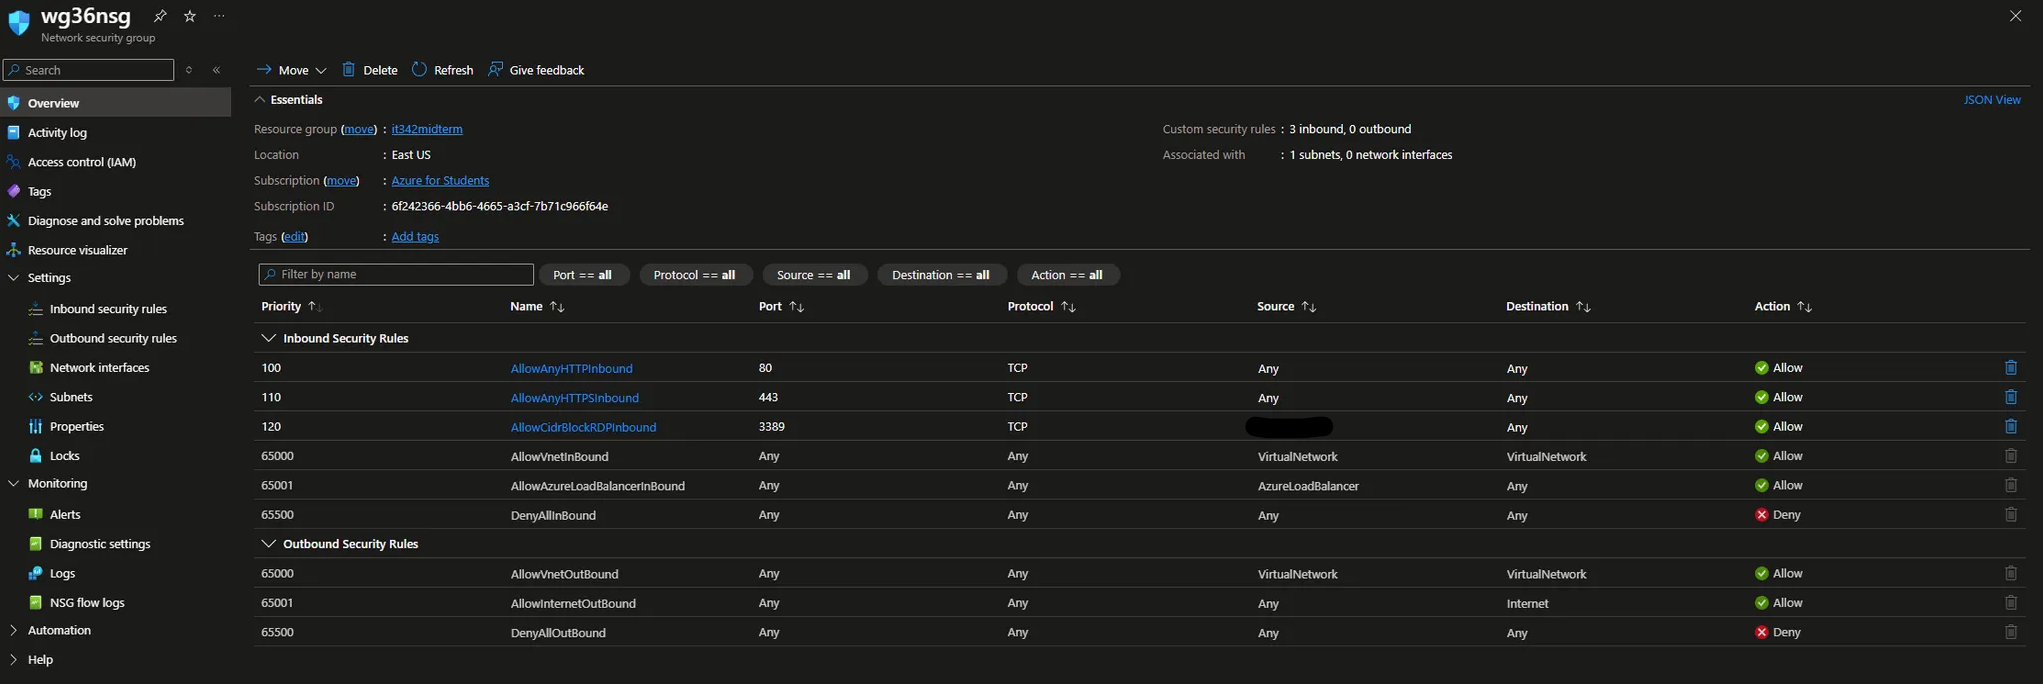 wg36nsg
Network security group
Search
Overview
Activity log
Access control (IAM)
Tags
Diagnose and solve problems
Resource visualizer
Settings
Inbound security rules
Outbound security rules
Network interfaces
Subnets
Properties
Locks
Monitoring
Alerts
Diagnostic settings
Logs
NSG flow logs
Automation
Help
Move Delete Refresh Give feedback
Essentials JSON View
Resource group (move) : it342midterm
Location : East US
Subscription (move) : Azure for Students
Subscription ID : 6f242366-4bb6-4665-a3cf-7b71c966f64e
Tags (edit) : Add tags
Custom security rules : 3 inbound, 0 outbound
Associated with : 1 subnets, 0 network interfaces
Filter by name Port == all Protocol == all Source == all Destination == all Action == all
Priority Name Port Protocol Source Destination Action
Inbound Security Rules
100 AllowAnyHTTPInbound 80 TCP Any Any Allow
110 AllowAnyHTTPSInbound 443 TCP Any Any Allow
120 AllowCidrBlockRDPInbound 3389 TCP Any Allow
65000 AllowVnetInBound Any Any VirtualNetwork VirtualNetwork Allow
65001 AllowAzureLoadBalancerInBound Any Any AzureLoadBalancer Any Allow
65500 DenyAllInBound Any Any Any Any Deny
Outbound Security Rules
65000 AllowVnetOutBound Any Any VirtualNetwork VirtualNetwork Allow
65001 AllowInternetOutBound Any Any Any Internet Allow
65500 DenyAllOutBound Any Any Any Any Deny